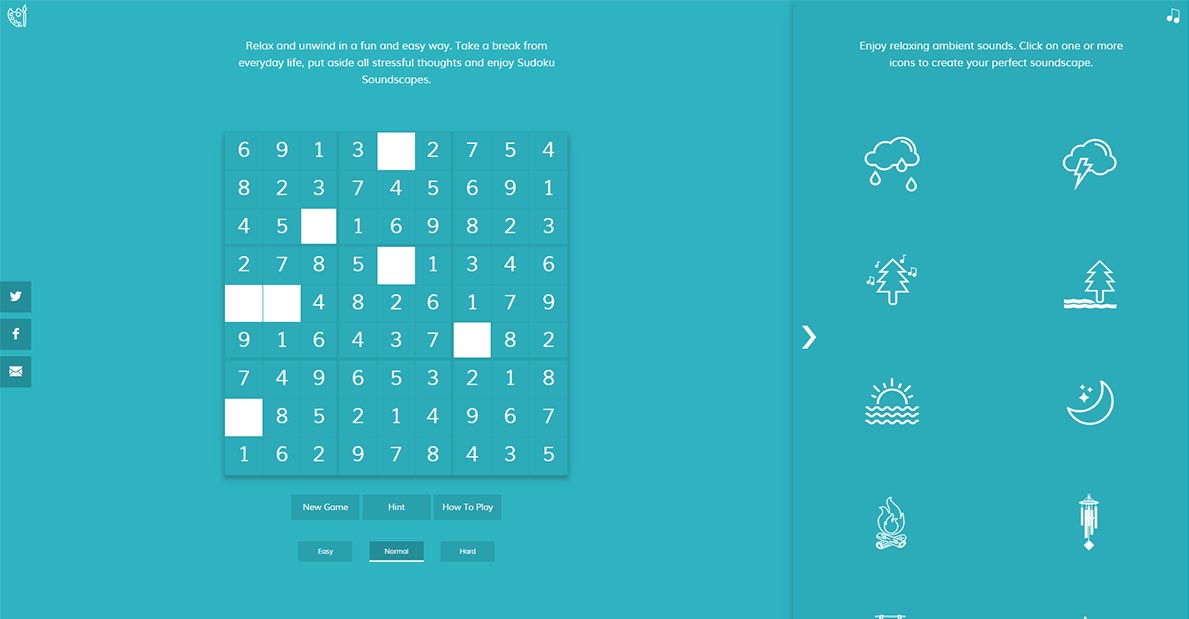 Relax and unwind in a fun and easy way. Take a break from
everyday life, put aside all stressful thoughts and enjoy Sudoku
Soundscapes.
Enjoy relaxing ambient sounds. Click on one or more
icons to create your perfect soundscape.
6 9 1 3 2 7 5 4
8 2 3 7 4 5 6 9 1
4 5 1 6 9 8 2 3
2 7 8 5 1 3 4 6
4 8 2 6 1 7 9
9 1 6 4 3 7 8 2
7 4 9 6 5 3 2 1 8
8 5 2 1 4 9 6 7
1 6 2 9 7 8 4 3 5
New Game Hint How To Play
Easy Normal Hard